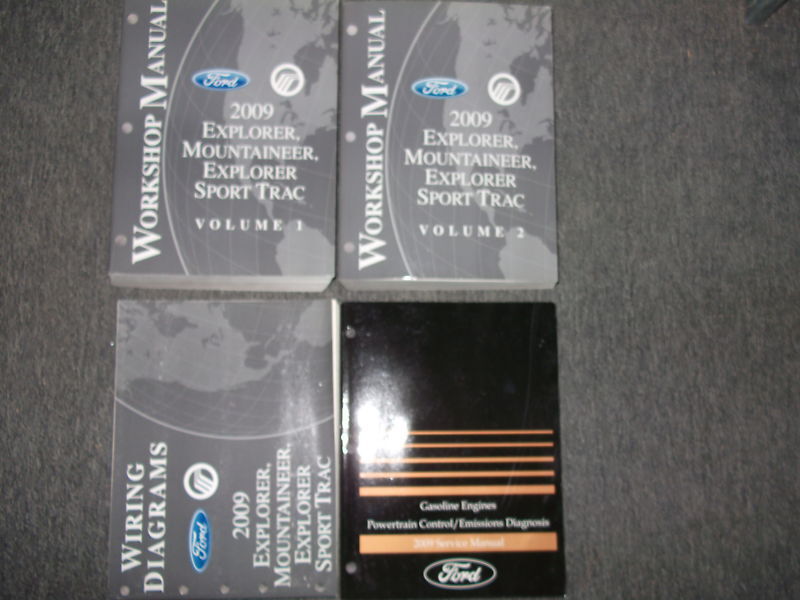 WORKSHOP MANUAL
Ford
2009
EXPLORER,
MOUNTAINEER,
EXPLORER
SPORT TRAC
VOLUME 1
WORKSHOP MANUAL
Ford
2009
EXPLORER,
MOUNTAINEER,
EXPLORER
SPORT TRAC
VOLUME 2
WIRING
DIAGRAMS
Ford
2009
EXPLORER,
MOUNTAINEER,
EXPLORER
SPORT TRAC
Gasoline Engines
Powertrain Control/Emissions Diagnosis
2009 Service Manual
Ford